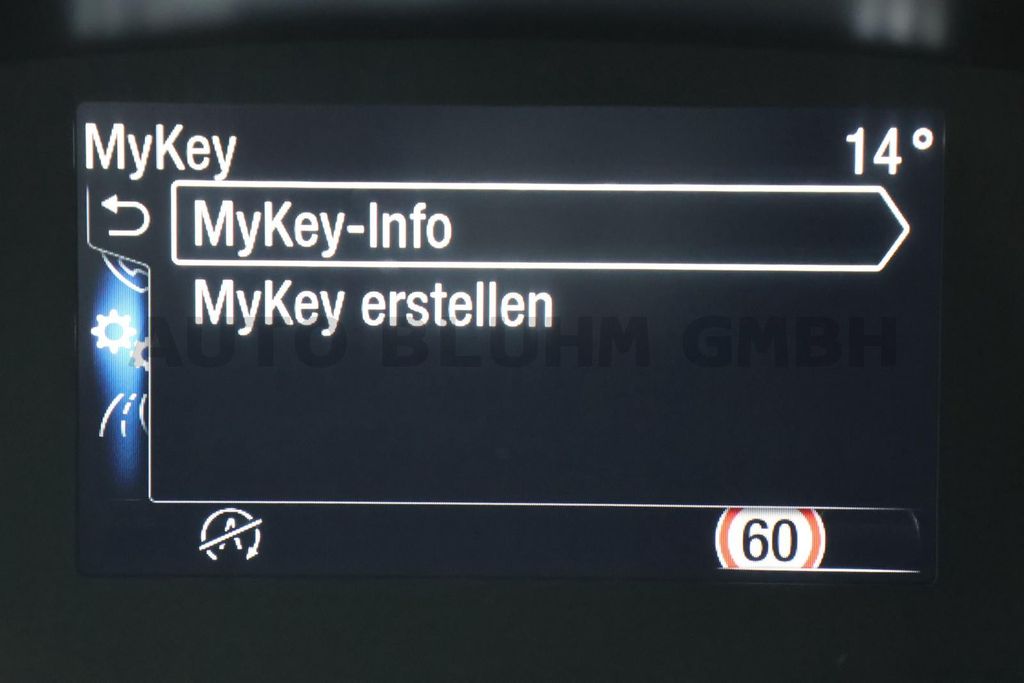 MyKey 14°
MyKey-Info
MyKey erstellen
AUTO BLUHM GMBH
A 60